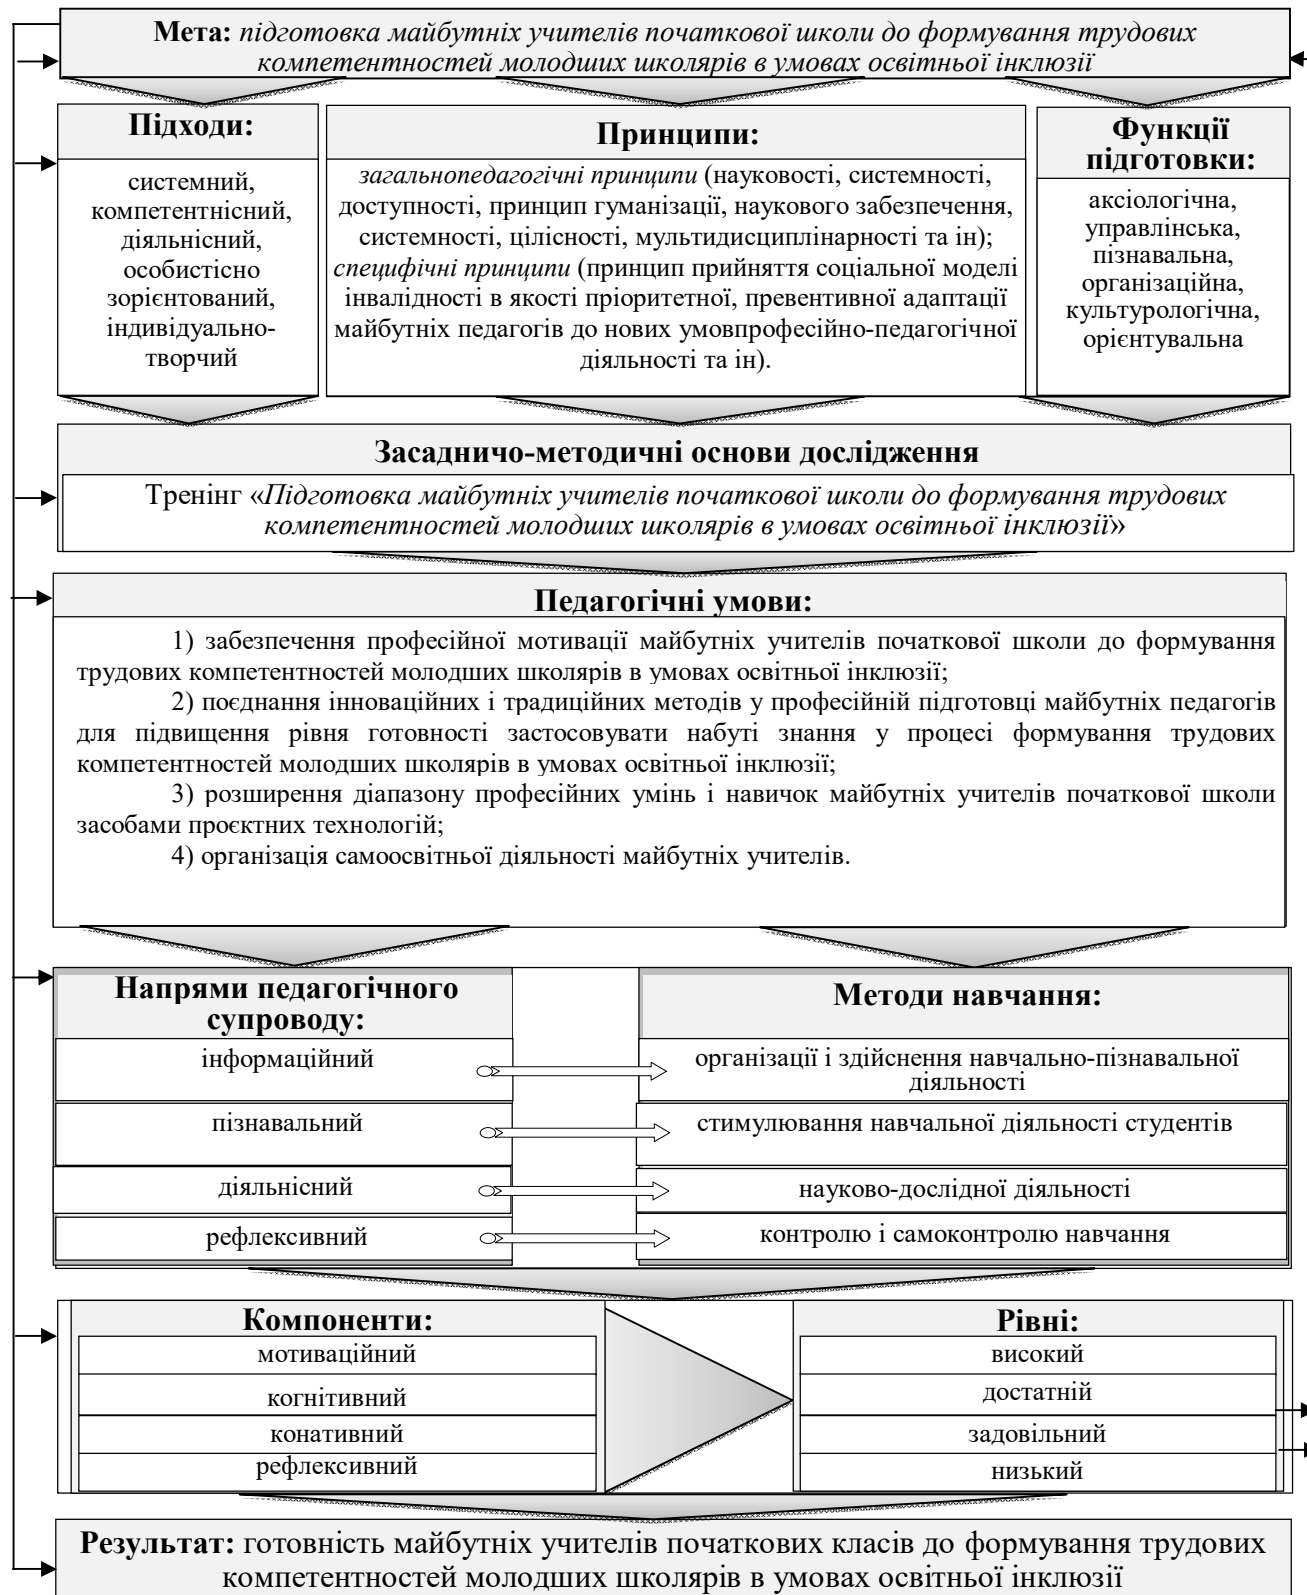 Мета: підготовка майбутніх учителів початкової школи до формування трудових
компетентностей молодших школярів в умовах освітньої інклюзії
Підходи:
системний,
компетентнісний,
діяльнісний,
особистісно
зорієнтований,
індивідуально-
творчий
Принципи:
загальнопедагогічні принципи (науковості, системності,
доступності, принцип гуманізації, наукового забезпечення,
системності, цілісності, мультидисциплінарності та ін);
специфічні принципи (принцип прийняття соціальної моделі
інвалідності в якості пріоритетної, превентивної адаптації
майбутніх педагогів до нових умовпрофесійно-педагогічної
діяльності та ін).
Функції
підготовки:
аксіологічна,
управлінська,
пізнавальна,
організаційна,
культурологічна,
орієнтувальна
Засадничо-методичні основи дослідження
Тренінг «Підготовка майбутніх учителів початкової школи до формування трудових
компетентностей молодших школярів в умовах освітньої інклюзії»
Педагогічні умови:
1) забезпечення професійної мотивації майбутніх учителів початкової школи до формування
трудових компетентностей молодших школярів в умовах освітньої інклюзії;
2) поєднання інноваційних і традиційних методів у професійній підготовці майбутніх педагогів
для підвищення рівня готовності застосовувати набуті знання у процесі формування трудових
компетентностей молодших школярів в умовах освітньої інклюзії;
3) розширення діапазону професійних умінь і навичок майбутніх учителів початкової школи
засобами проєктних технологій;
4) організація самоосвітньої діяльності майбутніх учителів.
Напрями педагогічного
супроводу:
інформаційний
пізнавальний
діяльнісний
рефлексивний
Методи навчання:
організації і здійснення навчально-пізнавальної
діяльності
стимулювання навчальної діяльності студентів
науково-дослідної діяльності
контролю і самоконтролю навчання
Компоненти:
мотиваційний
когнітивний
конативний
рефлексивний
Рівні:
високий
достатній
задовільний
низький
Результат: готовність майбутніх учителів початкових класів до формування трудових
компетентностей молодших школярів в умовах освітньої інклюзії